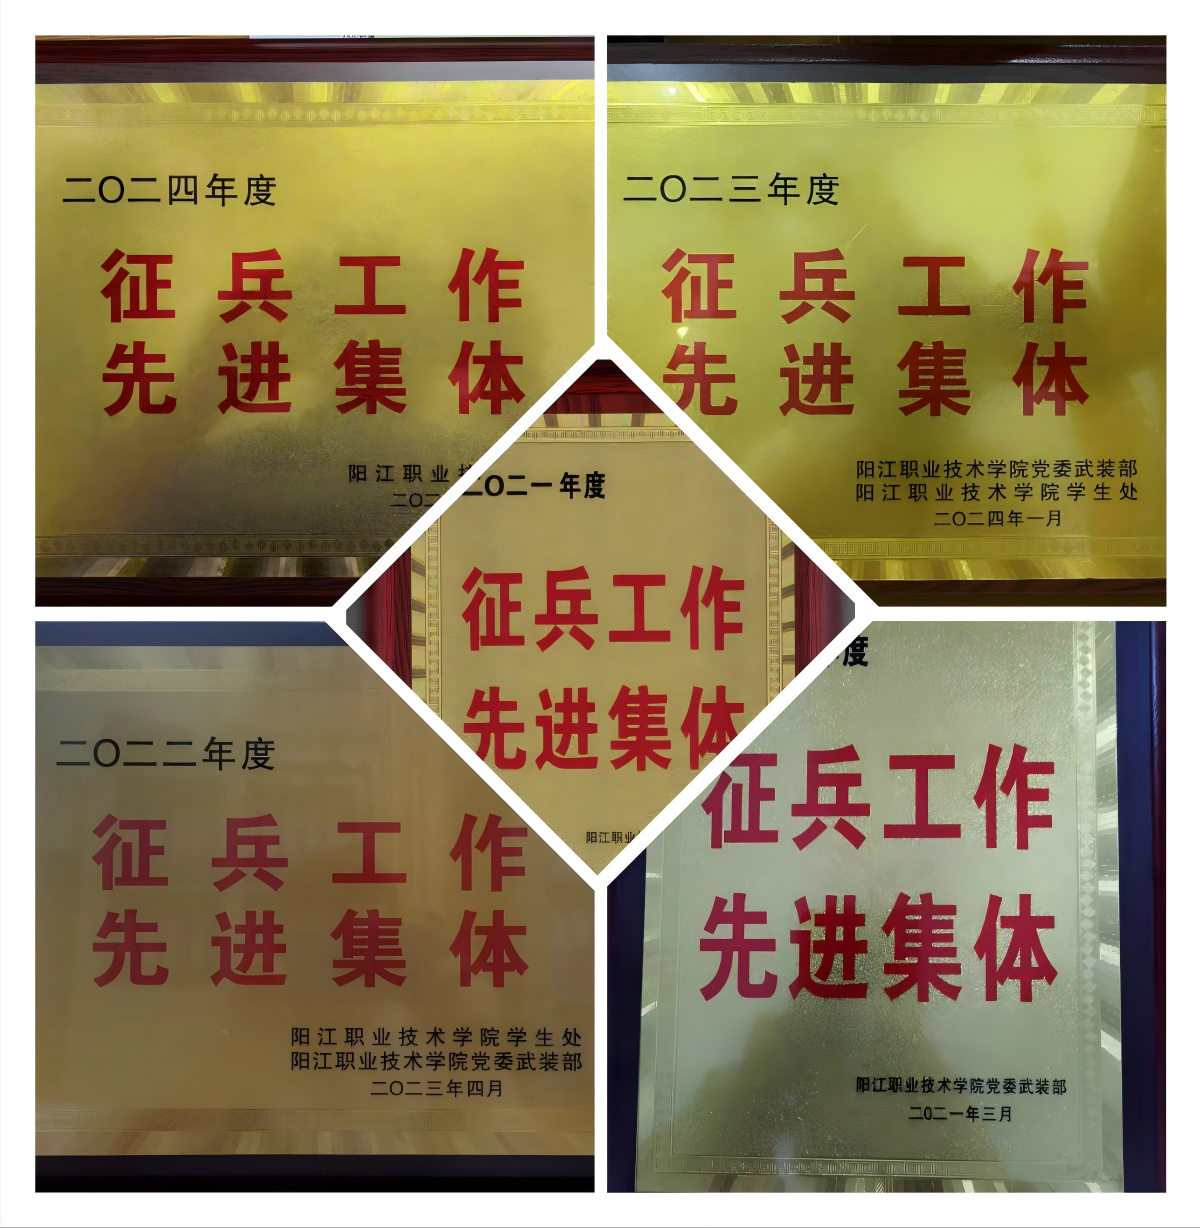 二〇二四年度
征兵工作
先进集体
阳江职业
二〇二
二〇二三年度
征兵工作
先进集体
阳江职业技术学院党委武装部
阳江职业技术学院学生处
二〇二四年一月
二〇二一年度
征兵工作
先进集体
阳江职业
二〇二二年度
征兵工作
先进集体
阳江职业技术学院学生处
阳江职业技术学院党委武装部
二〇二三年四月
度
征兵工作
先进集体
阳江职业技术学院党委武装部
二〇二一年三月